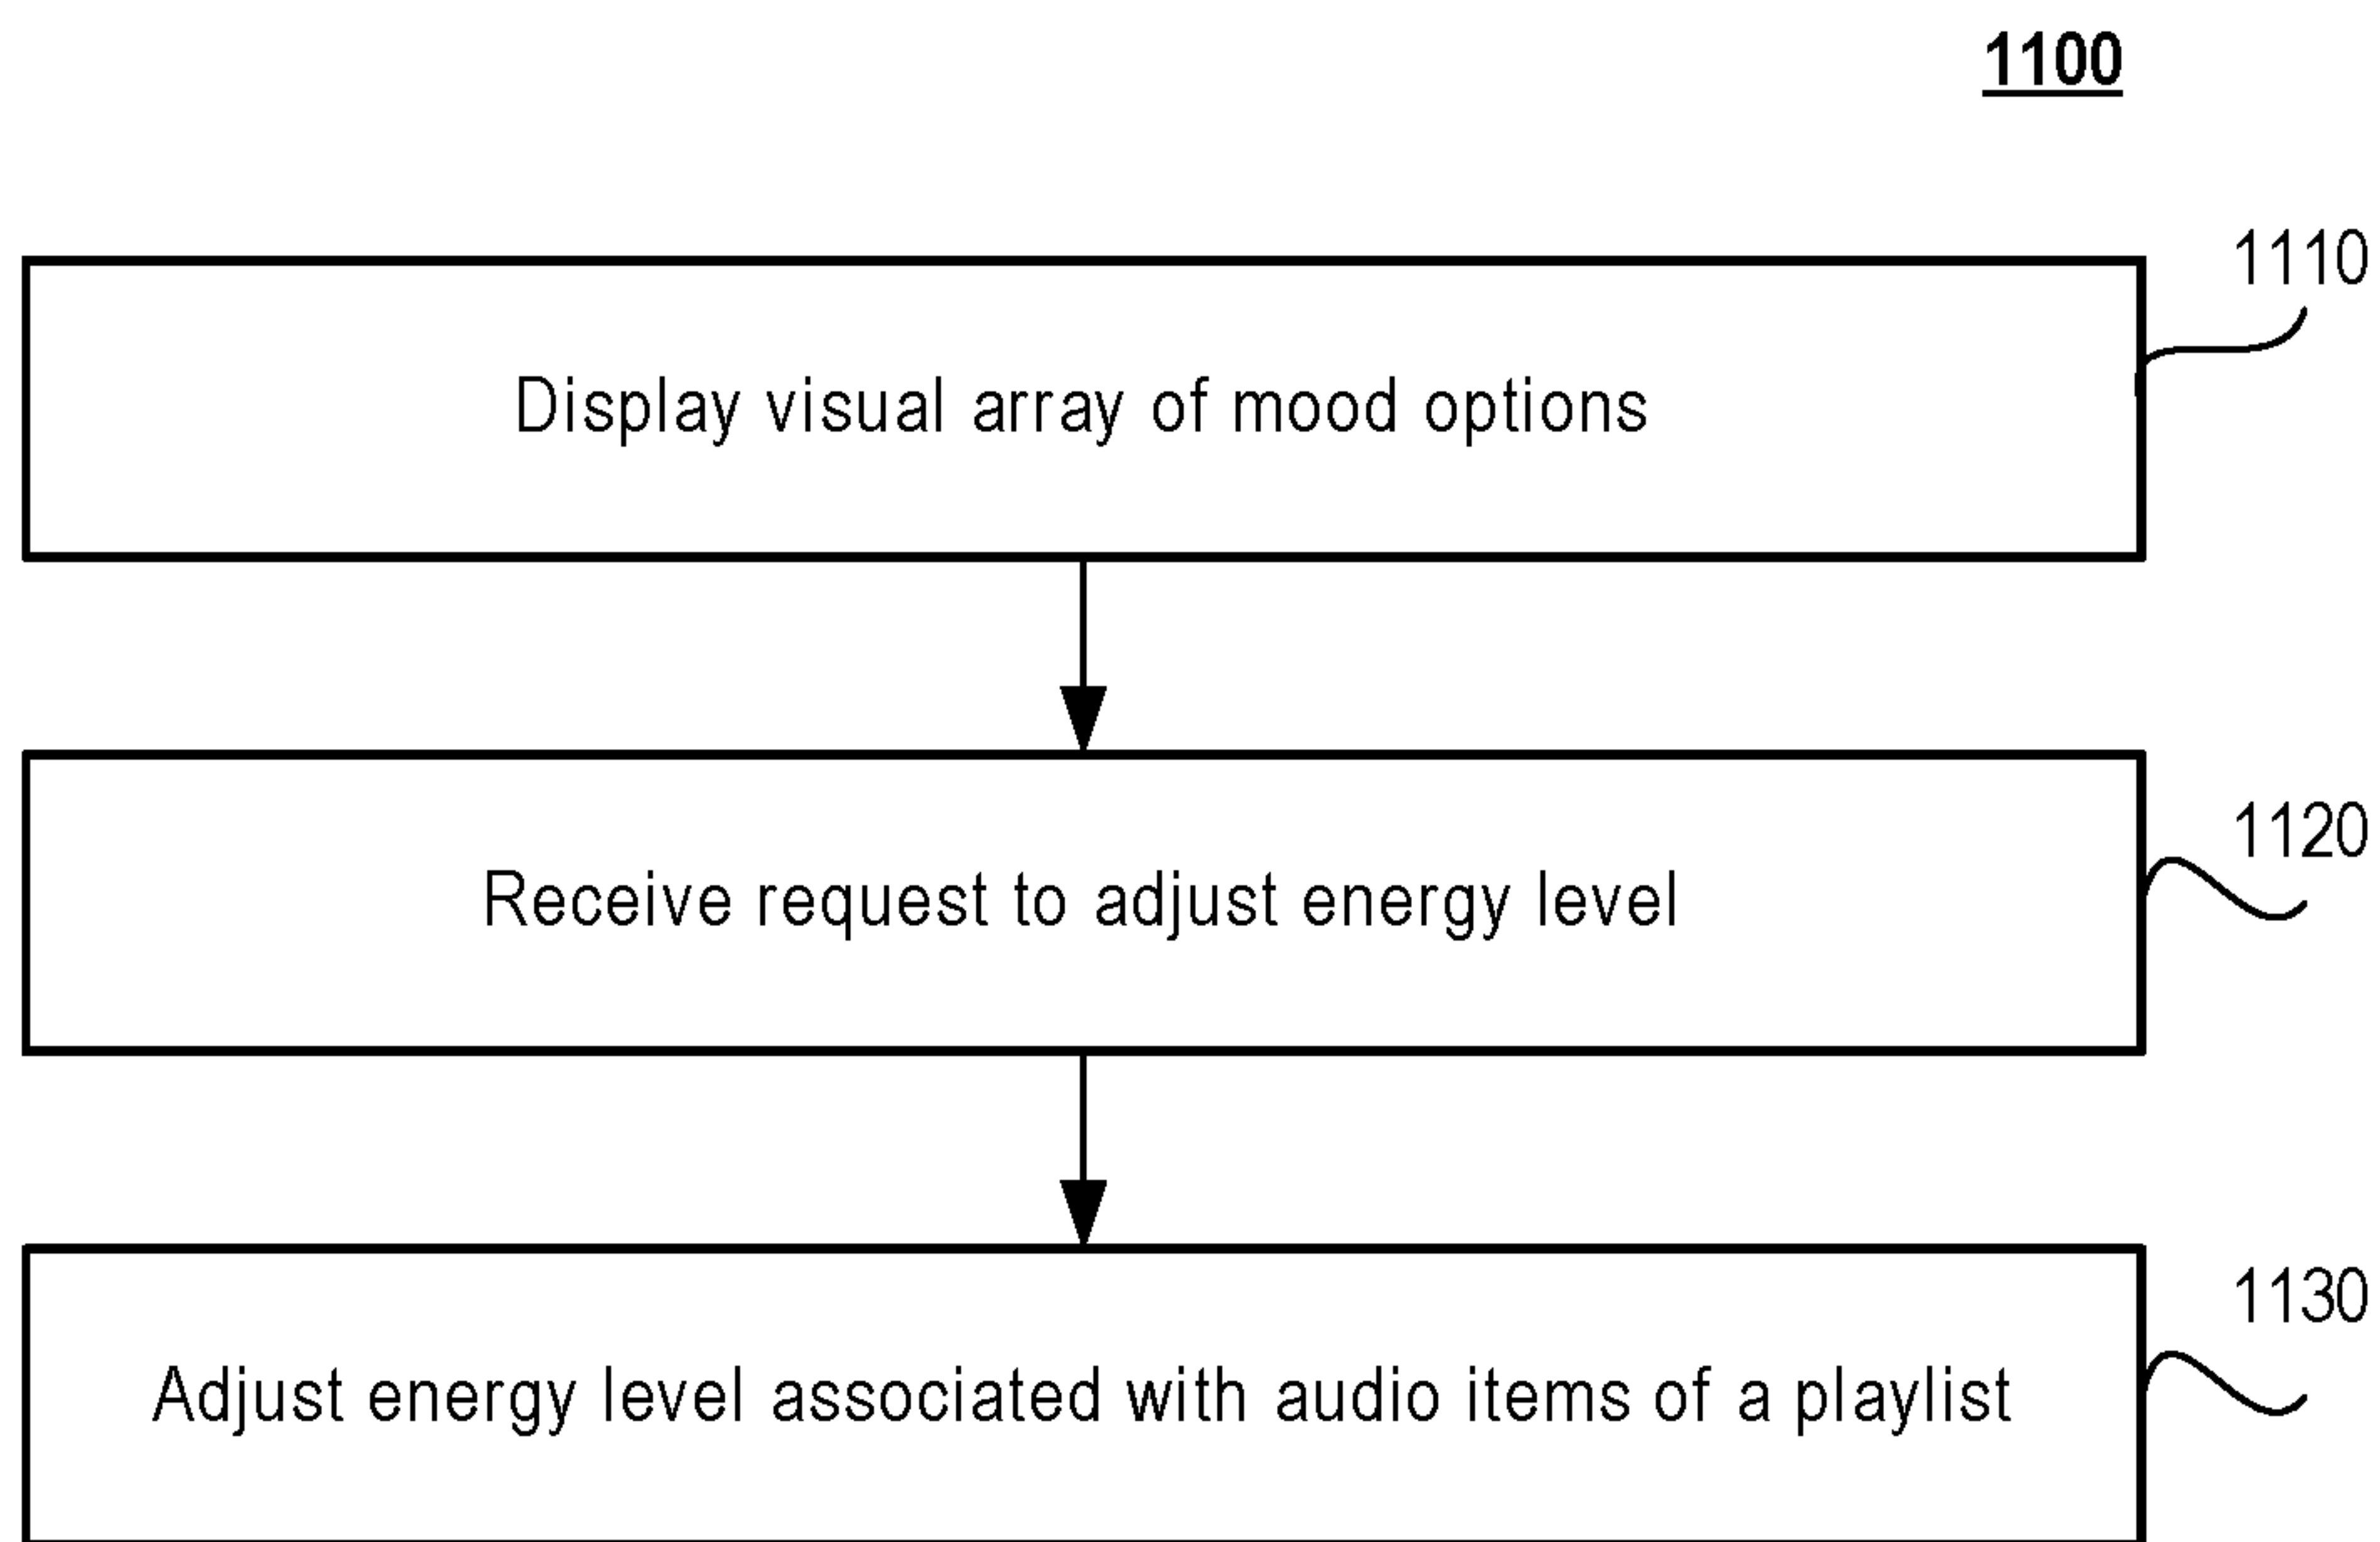 1100
1110
Display visual array of mood options
1120
Receive request to adjust energy level
1130
Adjust energy level associated with audio items of a playlist